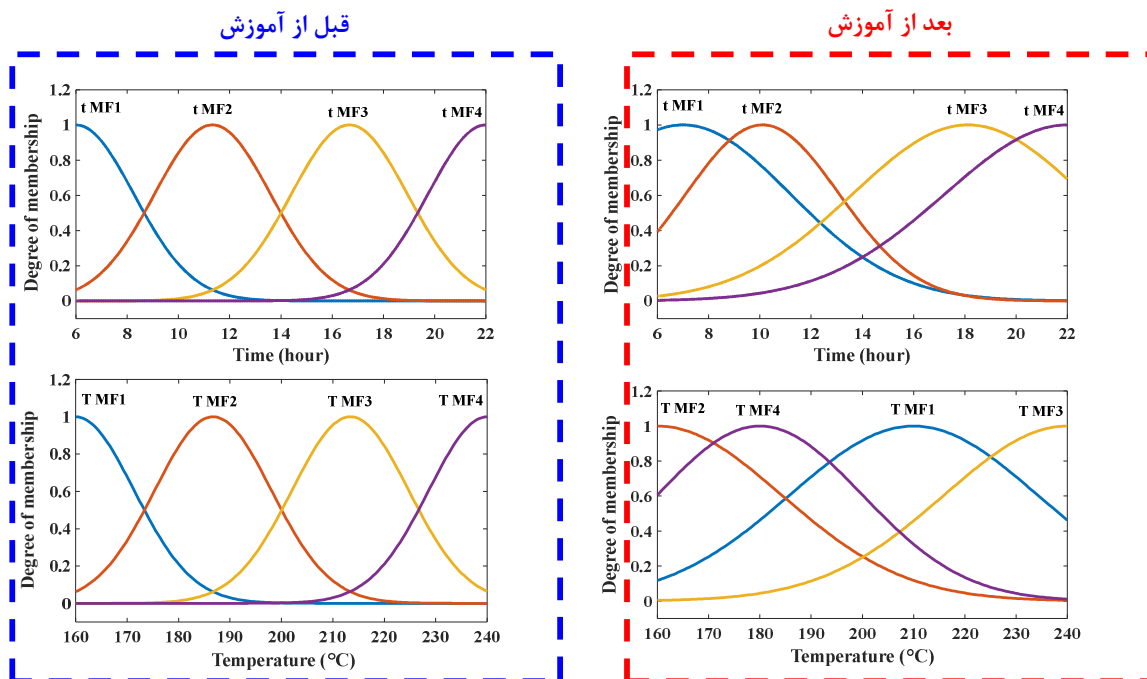 قبل از آموزش
بعد از آموزش
t MF1 t MF2 t MF3 t MF4
Degree of membership
1.2
1
0.8
0.6
0.4
0.2
0
6 8 10 12 14 16 18 20 22
Time (hour)
t MF1 t MF2 t MF3 t MF4
Degree of membership
1.2
1
0.8
0.6
0.4
0.2
0
6 8 10 12 14 16 18 20 22
Time (hour)
T MF1 T MF2 T MF3 T MF4
Degree of membership
1.2
1
0.8
0.6
0.4
0.2
0
160 170 180 190 200 210 220 230 240
Temperature (°C)
T MF2 T MF4 T MF1 T MF3
Degree of membership
1.2
1
0.8
0.6
0.4
0.2
0
160 170 180 190 200 210 220 230 240
Temperature (°C)